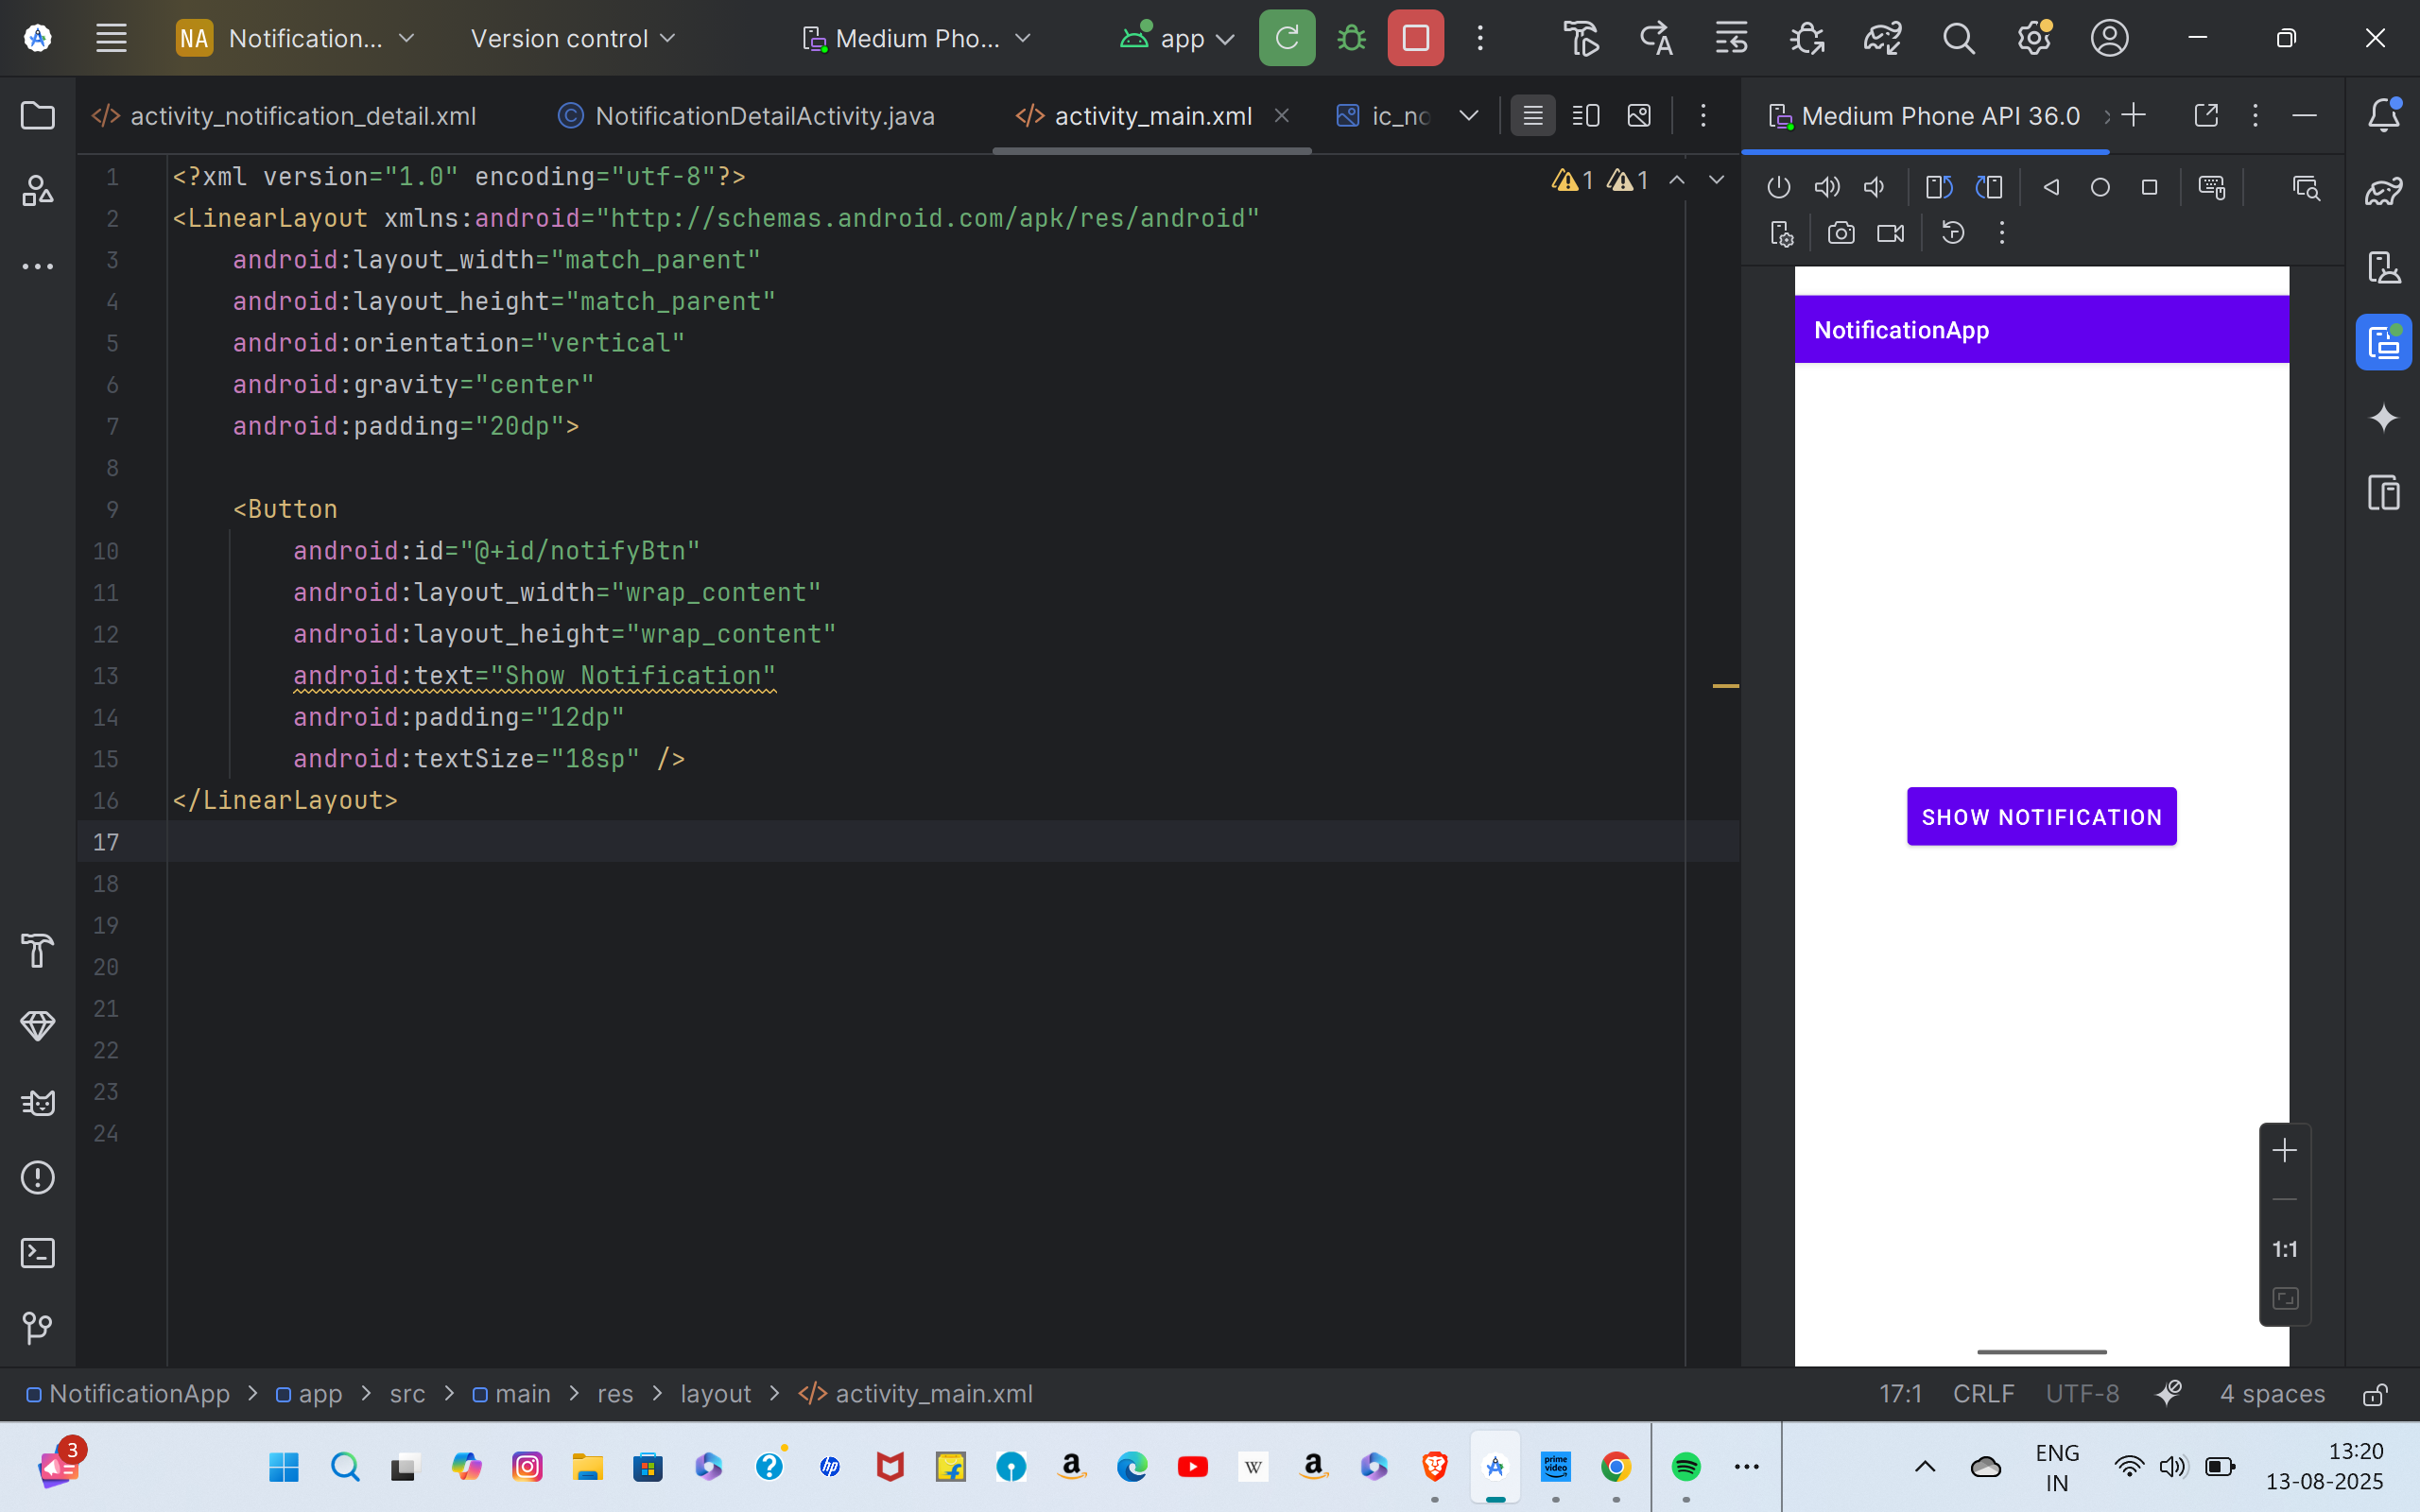 NA Notification... Version control Medium Pho... app
activity_notification_detail.xml NotificationDetailActivity.java activity_main.xml ic_no Medium Phone API 36.0
1 <?xml version="1.0" encoding="utf-8"?> 1 1
2 <LinearLayout xmlns:android="http://schemas.android.com/apk/res/android"
3 android:layout_width="match_parent"
4 android:layout_height="match_parent"
5 android:orientation="vertical"
6 android:gravity="center"
7 android:padding="20dp">
8
9 <Button
10 android:id="@+id/notifyBtn"
11 android:layout_width="wrap_content"
12 android:layout_height="wrap_content"
13 android:text="Show Notification"
14 android:padding="12dp"
15 android:textSize="18sp" />
16 </LinearLayout>
17
18
19
20
21
22
23
24
NotificationApp
SHOW NOTIFICATION
1:1
NotificationApp > app > src > main > res > layout > activity_main.xml 17:1 CRLF UTF-8 4 spaces
3 hp a W a prime video ENG 13:20
IN 13-08-2025